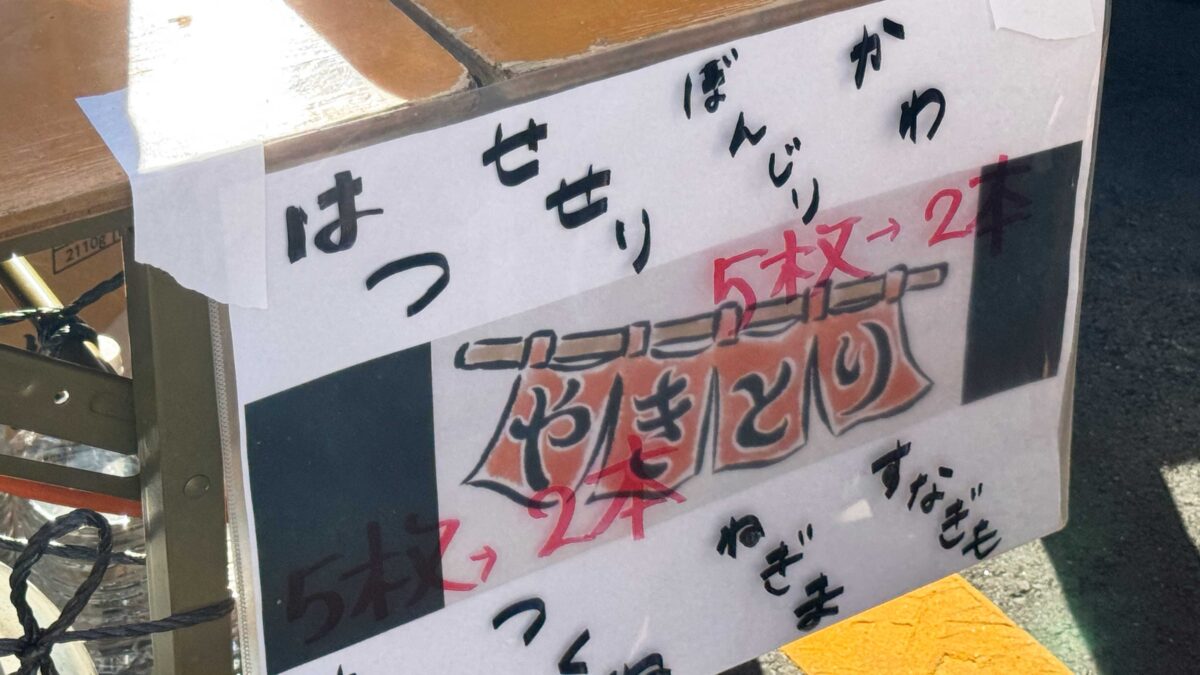 はつ
せせり
ぼんじり
かわ
5枚→2本
やきとり
5枚→2本
すなぎも
ねぎま
つくね
2110g